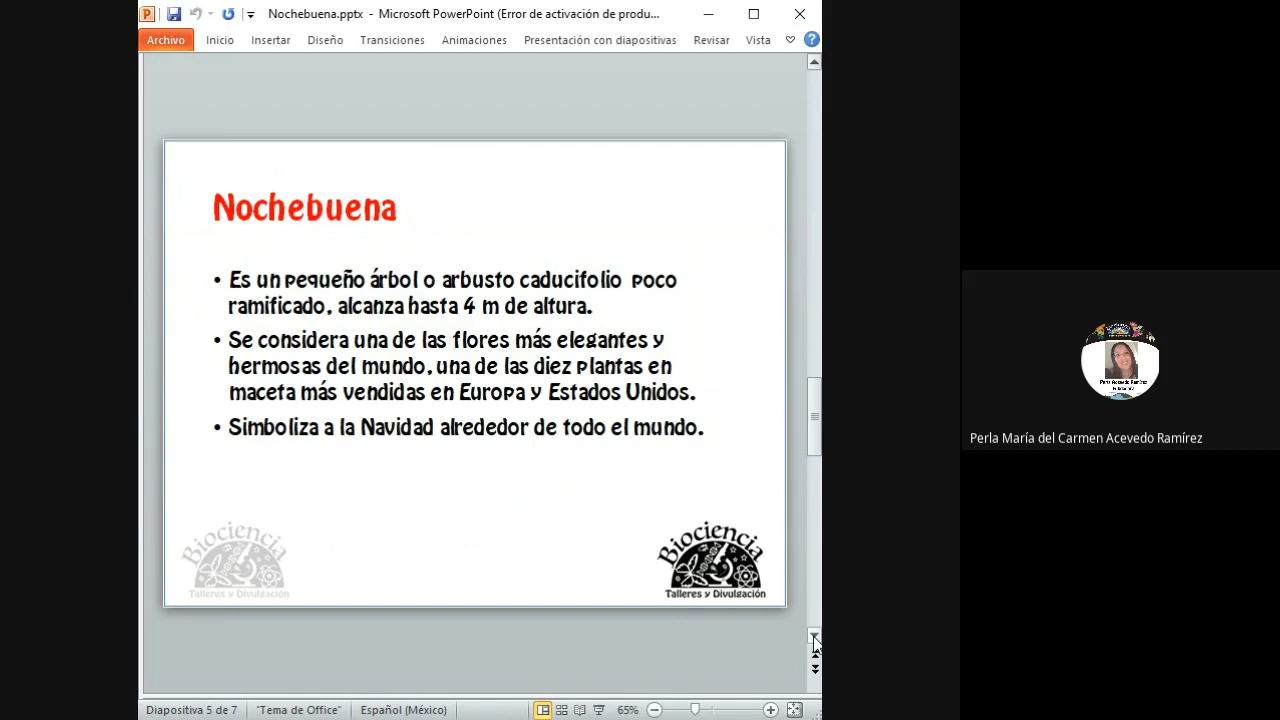 Nochebuena.pptx - Microsoft PowerPoint (Error de activación de produ...
Archivo Inicio Insertar Diseño Transiciones Animaciones Presentación con diapositivas Revisar Vista
Nochebuena
• Es un pequeño árbol o arbusto caducifolio poco
ramificado, alcanza hasta 4 m de altura.
• Se considera una de las flores más elegantes y
hermosas del mundo, una de las diez plantas en
maceta más vendidas en Europa y Estados Unidos.
• Simboliza a la Navidad alrededor de todo el mundo.
Biociencia
Talleres y Divulgación
Biociencia
Talleres y Divulgación
Perla Acevedo Ramírez
Perla María del Carmen Acevedo Ramírez
Diapositiva 5 de 7 "Tema de Office" Español (México) 65%